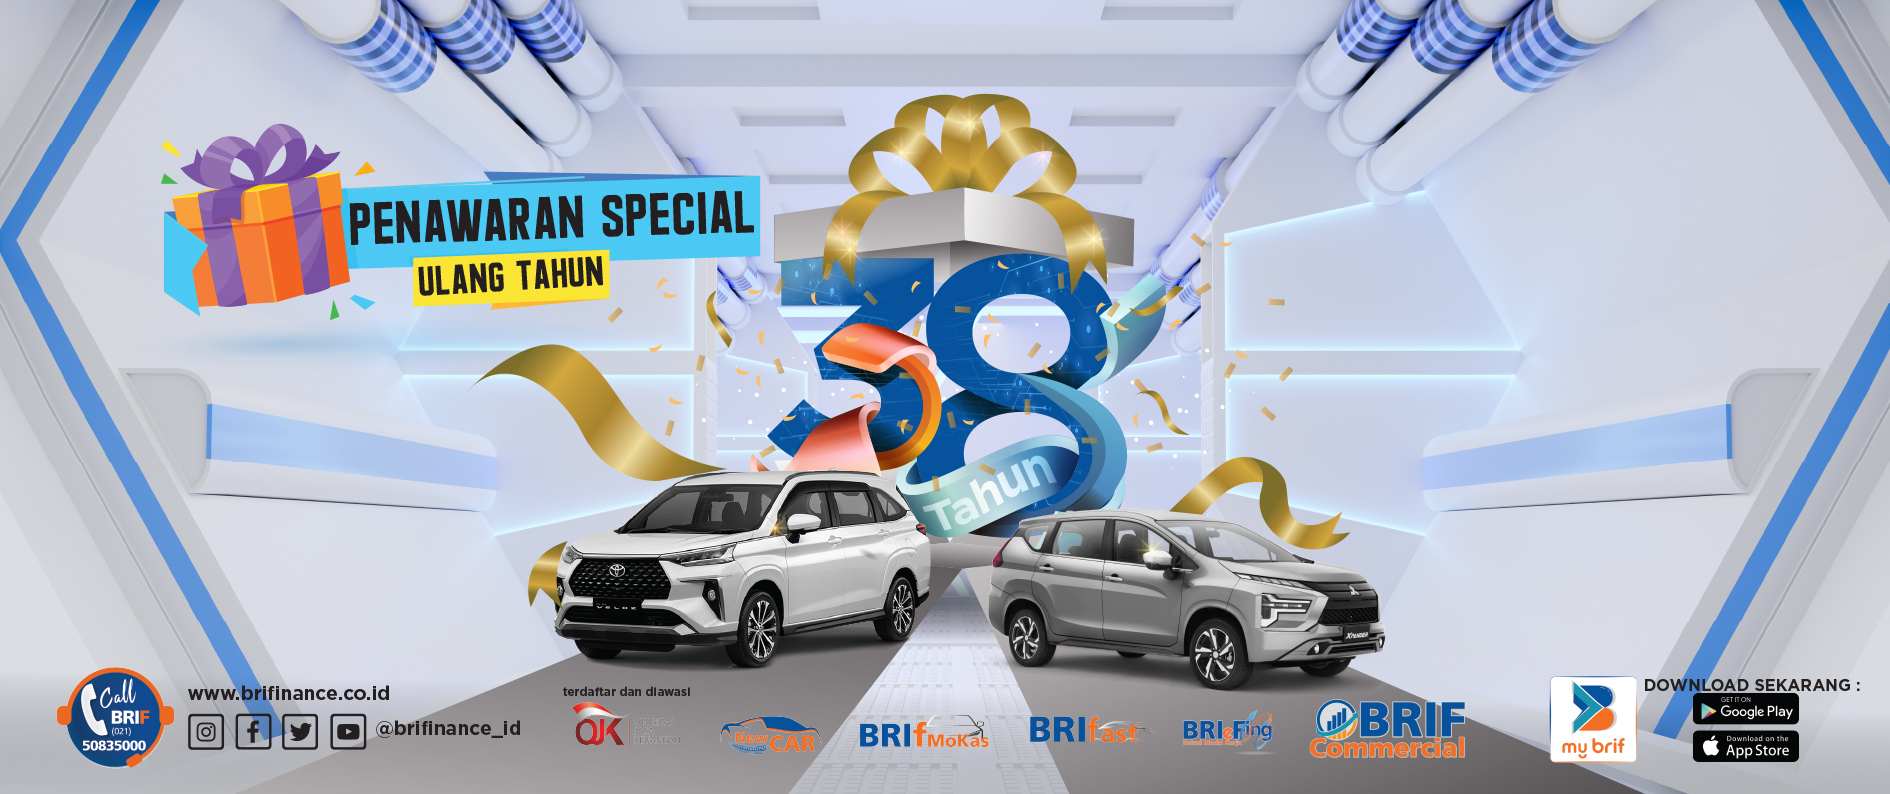 PENAWARAN SPECIAL
ULANG TAHUN
38
Tahun
VELOZ
XPANDER
Call
BRIF
(021)
50835000
www.brifinance.co.id
@brifinance_id
terdaftar dan diawasi
OJK
New
CAR
BRIfMoKas
BRIfast
BRIeFing
BRIF
Commercial
my brif
DOWNLOAD SEKARANG :
GET IT ON
Google Play
Download on the
App Store